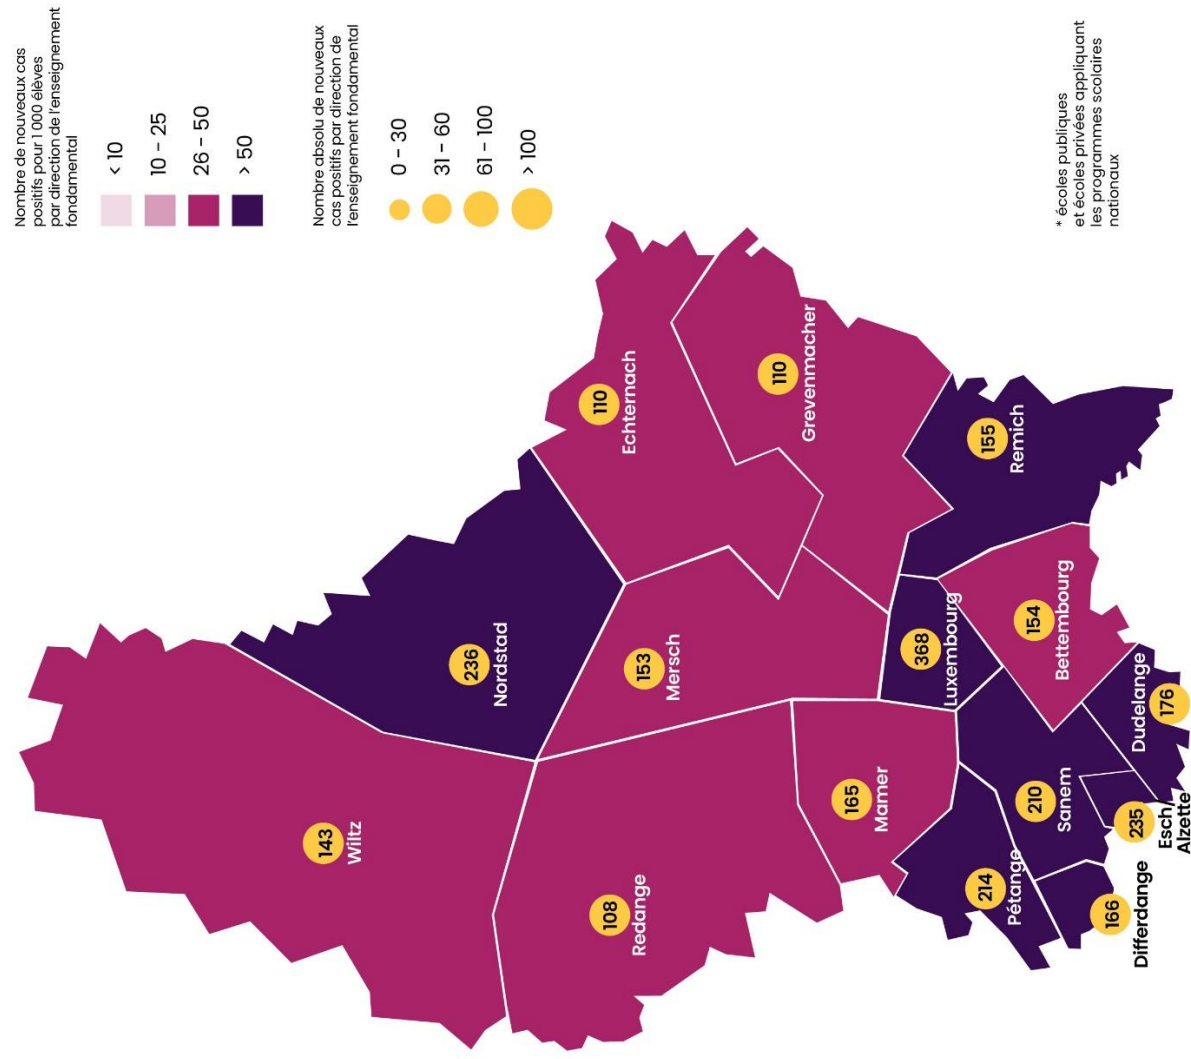 Nombre de nouveaux cas
positifs pour 1 000 élèves
par direction de l'enseignement
fondamental
< 10
10 – 25
26 – 50
> 50
Nombre absolu de nouveaux
cas positifs par direction de
l'enseignement fondamental
0 – 30
31 – 60
61 – 100
> 100
143
Wiltz
236
Nordstad
108
Redange
153
Mersch
110
Echternach
110
Grevenmacher
165
Mamer
368
Luxembourg
155
Remich
154
Bettembourg
214
Pétange
210
Sanem
176
Dudelange
235
Esch/
Alzette
166
Differdange
* écoles publiques
et écoles privées appliquant
les programmes scolaires
nationaux